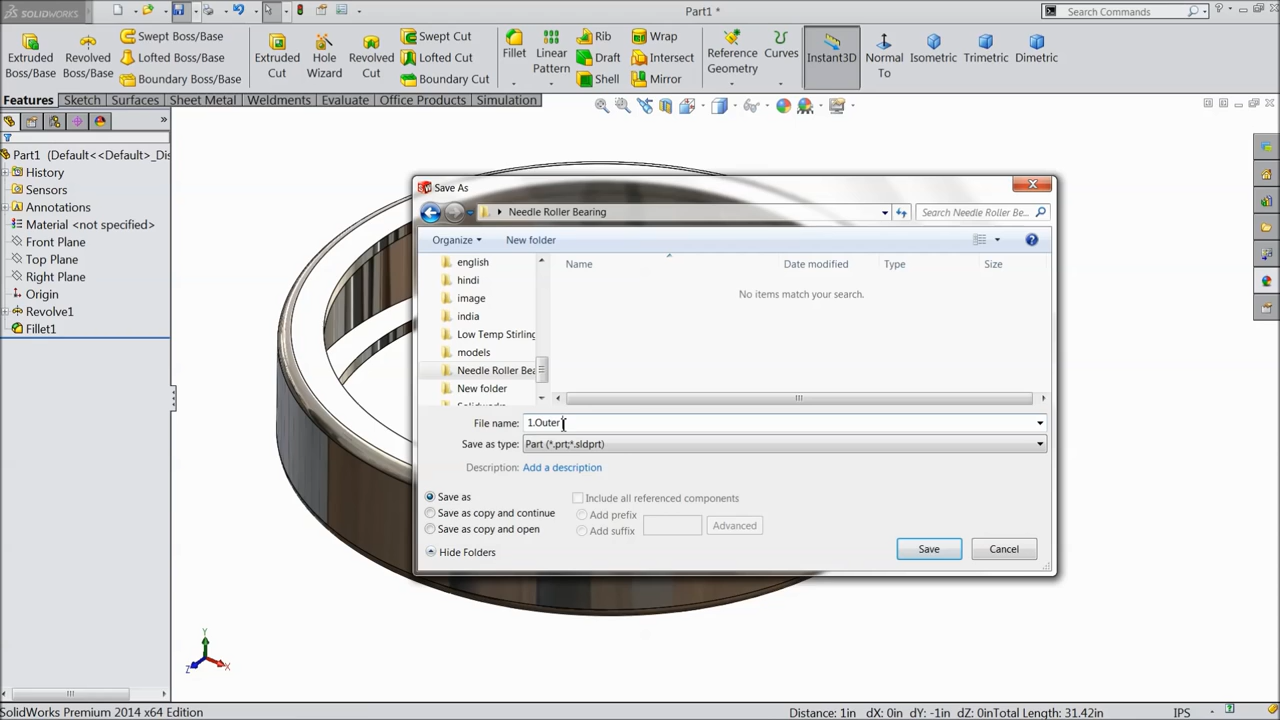 SOLIDWORKS
Part1 *
Search Commands
Extruded Boss/Base
Revolved Boss/Base
Swept Boss/Base
Lofted Boss/Base
Boundary Boss/Base
Extruded Cut
Hole Wizard
Revolved Cut
Swept Cut
Lofted Cut
Boundary Cut
Fillet
Linear Pattern
Rib
Draft
Shell
Wrap
Intersect
Mirror
Reference Geometry
Curves
Instant3D
Normal To
Isometric
Trimetric
Dimetric
Features
Sketch
Surfaces
Sheet Metal
Weldments
Evaluate
Office Products
Simulation
Part1 (Default<<Default>_Dis
History
Sensors
Annotations
Material <not specified>
Front Plane
Top Plane
Right Plane
Origin
Revolve1
Fillet1
Save As
Needle Roller Bearing
Search Needle Roller Be...
Organize
New folder
english
hindi
image
india
Low Temp Stirling
models
Needle Roller Bea
New folder
Name
Date modified
Type
Size
No items match your search.
File name: 1.Outer
Save as type: Part (*.prt;*.sldprt)
Description: Add a description
Save as
Save as copy and continue
Save as copy and open
Include all referenced components
Add prefix
Add suffix
Advanced
Hide Folders
Save
Cancel
Y
Z
X
SolidWorks Premium 2014 x64 Edition
Distance: 1in dX: 0in dY: -1in dZ: 0inTotal Length: 31.42in
IPS